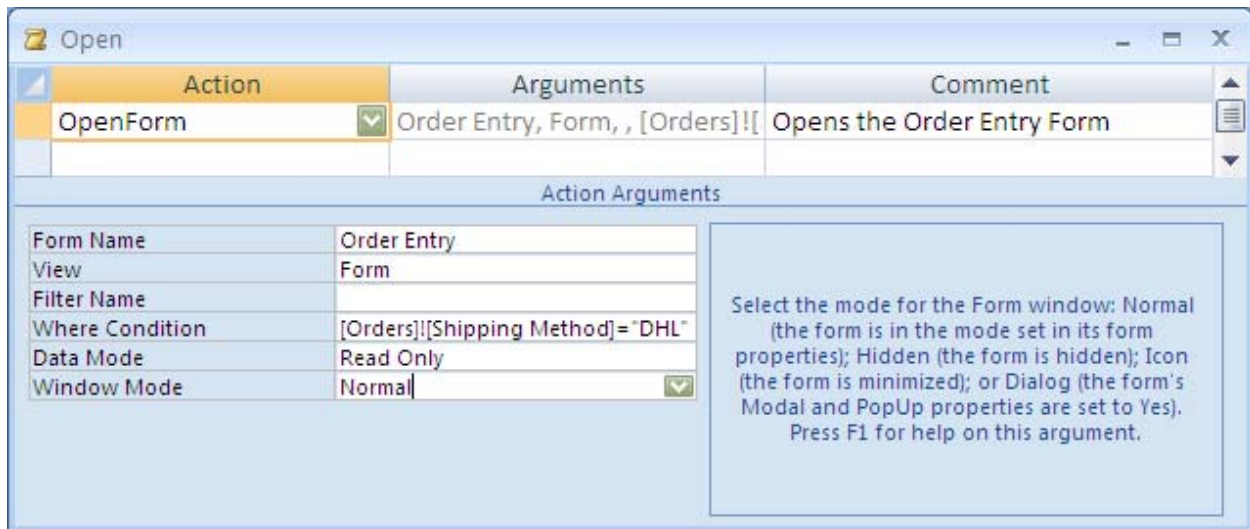 Open
Action Arguments Comment
OpenForm Order Entry, Form, , [Orders]![ Opens the Order Entry Form
Action Arguments
Form Name Order Entry
View Form
Filter Name
Where Condition [Orders]![Shipping Method]="DHL"
Data Mode Read Only
Window Mode Normal
Select the mode for the Form window: Normal
(the form is in the mode set in its form
properties); Hidden (the form is hidden); Icon
(the form is minimized); or Dialog (the form's
Modal and PopUp properties are set to Yes).
Press F1 for help on this argument.